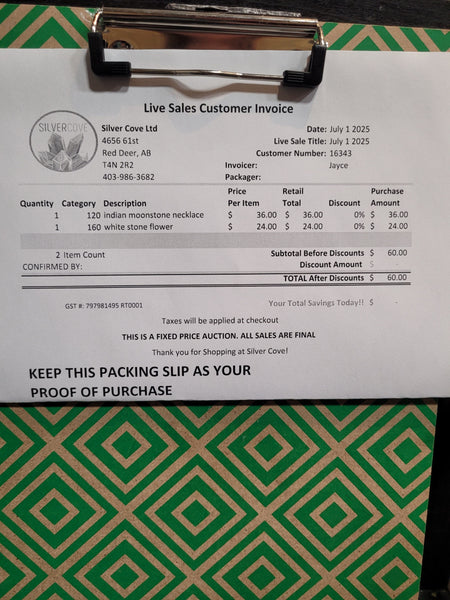 Live Sales Customer Invoice
SILVERCOVE
Silver Cove Ltd
4656 61st
Red Deer, AB
T4N 2R2
403-986-3682
Date: July 1 2025
Live Sale Title: July 1 2025
Customer Number: 16343
Invoicer: Jayce
Packager:
Quantity Category Description Price Per Item Retail Total Discount Purchase Amount
1 120 indian moonstone necklace $ 36.00 $ 36.00 0% $ 36.00
1 160 white stone flower $ 24.00 $ 24.00 0% $ 24.00
2 Item Count Subtotal Before Discounts $ 60.00
CONFIRMED BY: Discount Amount $ -
TOTAL After Discounts $ 60.00
GST #: 797981495 RT0001 Your Total Savings Today!! $ -
Taxes will be applied at checkout
THIS IS A FIXED PRICE AUCTION. ALL SALES ARE FINAL
Thank you for Shopping at Silver Cove!
KEEP THIS PACKING SLIP AS YOUR
PROOF OF PURCHASE